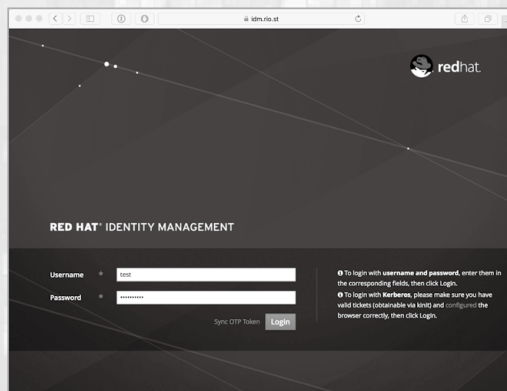 idm.rio.st
redhat.
RED HAT® IDENTITY MANAGEMENT
Username *
test
Password *
Sync OTP Token Login
To login with username and password, enter them in
the corresponding fields, then click Login.
To login with Kerberos, please make sure you have
valid tickets (obtainable via kinit) and configured the
browser correctly, then click Login.